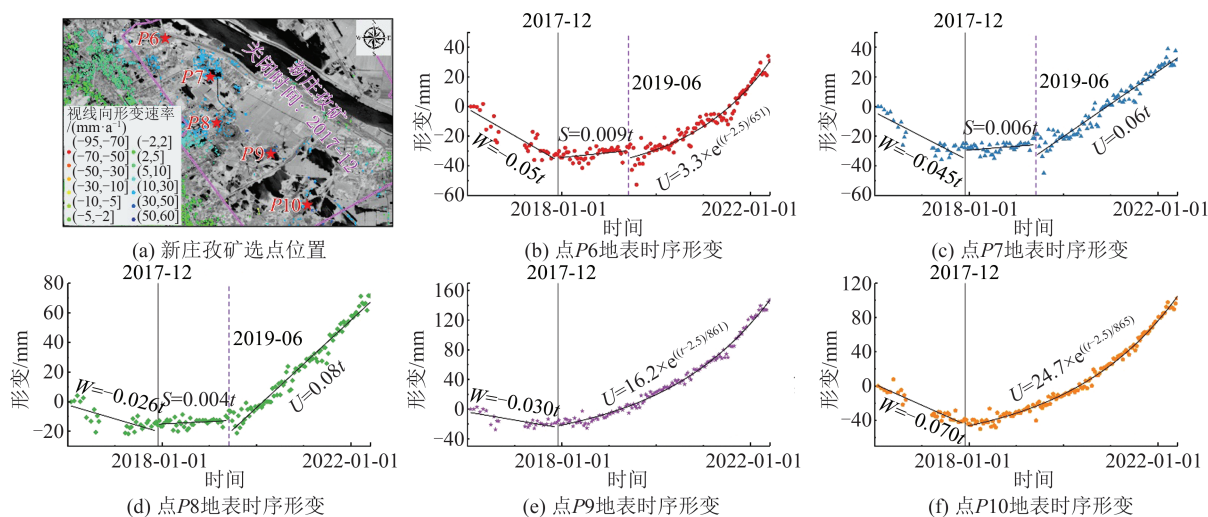 P6
P7
P8
P9
P10
新庄孜矿
关闭时间：2017-12
视线向形变速率
/(mm·a⁻¹)
(−95,−70] (−2,2]
(−70,−50] (2,5]
(−50,−30] (5,10]
(−30,−10] (10,30]
(−10,−5] (30,50]
(−5,−2] (50,60]
(a) 新庄孜矿选点位置
2017-12
2019-06
形变/mm
40
20
0
−20
−40
−60
W=−0.05t
S=0.009t
U=3.3×e^((t−2.5)/651)
2018-01-01 2022-01-01
时间
(b) 点P6地表时序形变
2017-12
2019-06
形变/mm
40
20
0
−20
−40
−60
W=−0.045t
S=0.006t
U=0.06t
2018-01-01 2022-01-01
时间
(c) 点P7地表时序形变
2017-12
2019-06
形变/mm
80
60
40
20
0
−20
W=−0.026t
S=0.004t
U=0.08t
2018-01-01 2022-01-01
时间
(d) 点P8地表时序形变
2017-12
形变/mm
160
120
80
40
0
−40
W=−0.030t
U=16.2×e^((t−2.5)/861)
2018-01-01 2022-01-01
时间
(e) 点P9地表时序形变
2017-12
形变/mm
120
80
40
0
−40
−80
W=−0.070t
U=24.7×e^((t−2.5)/865)
2018-01-01 2022-01-01
时间
(f) 点P10地表时序形变